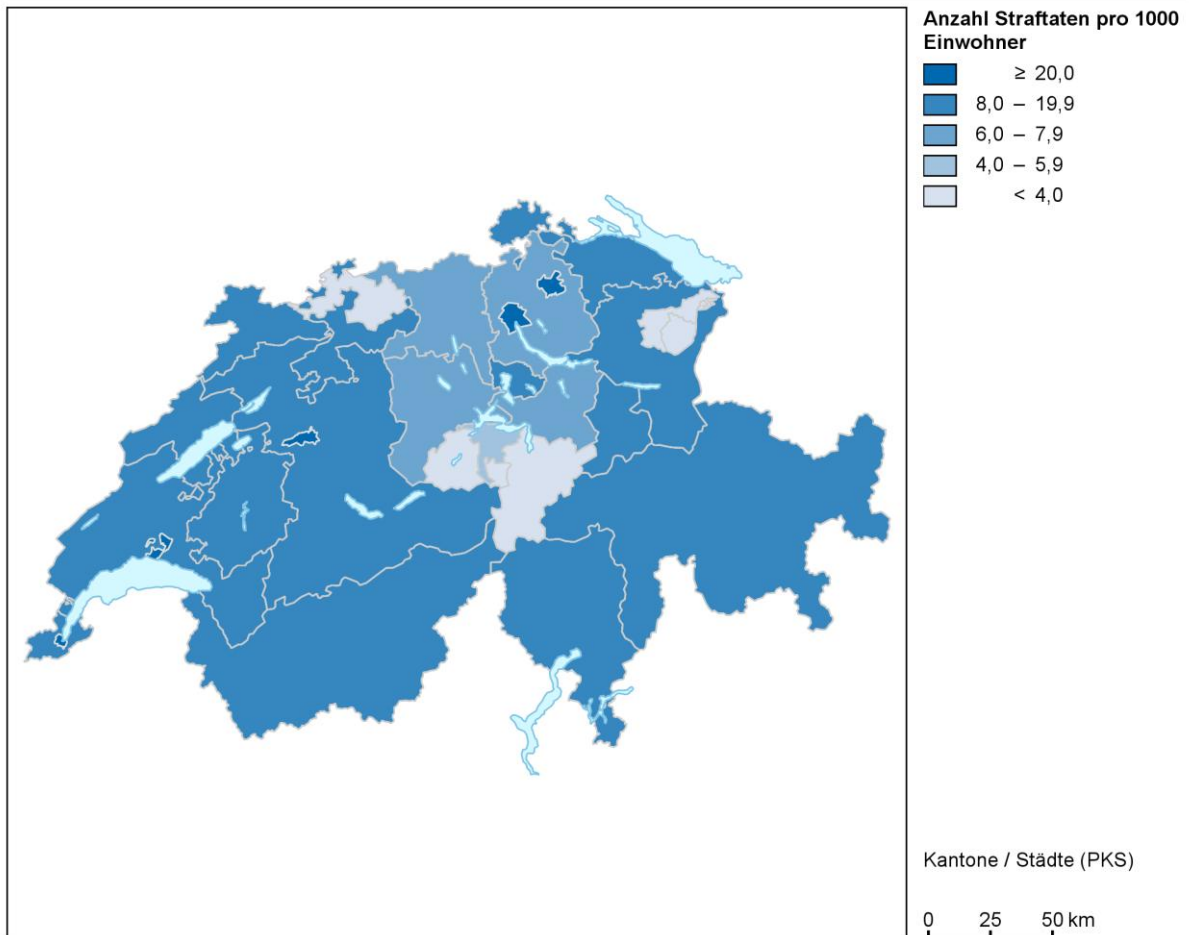 Anzahl Straftaten pro 1000
Einwohner
≥ 20,0
8,0 – 19,9
6,0 – 7,9
4,0 – 5,9
< 4,0
Kantone / Städte (PKS)
0 25 50 km